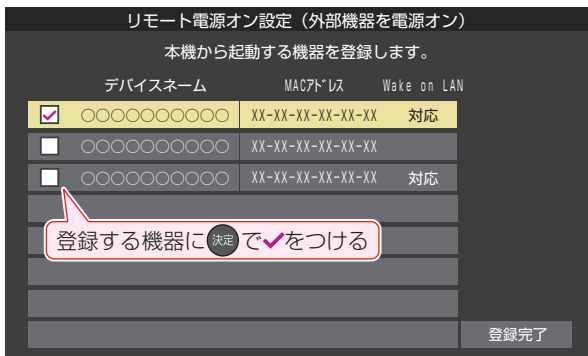 リモート電源オン設定（外部機器を電源オン）
本機から起動する機器を登録します。
デバイスネーム MACｱﾄﾞﾚｽ Wake on LAN
○○○○○○○○○○ XX-XX-XX-XX-XX-XX 対応
○○○○○○○○○○ XX-XX-XX-XX-XX-XX
○○○○○○○○○○ XX-XX-XX-XX-XX-XX 対応
登録する機器に決定で✓をつける
登録完了